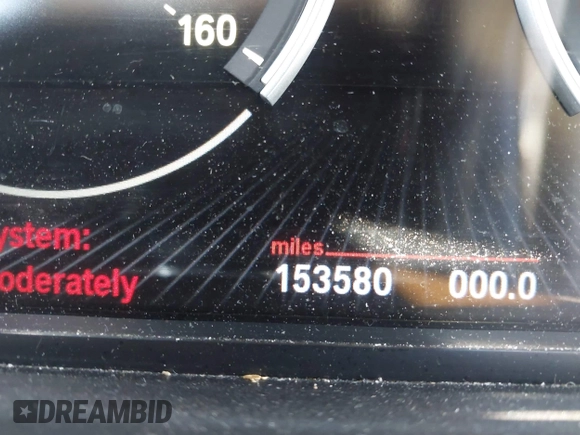 160
ystem:
miles
oderately
153580 000.0
DREAMBID